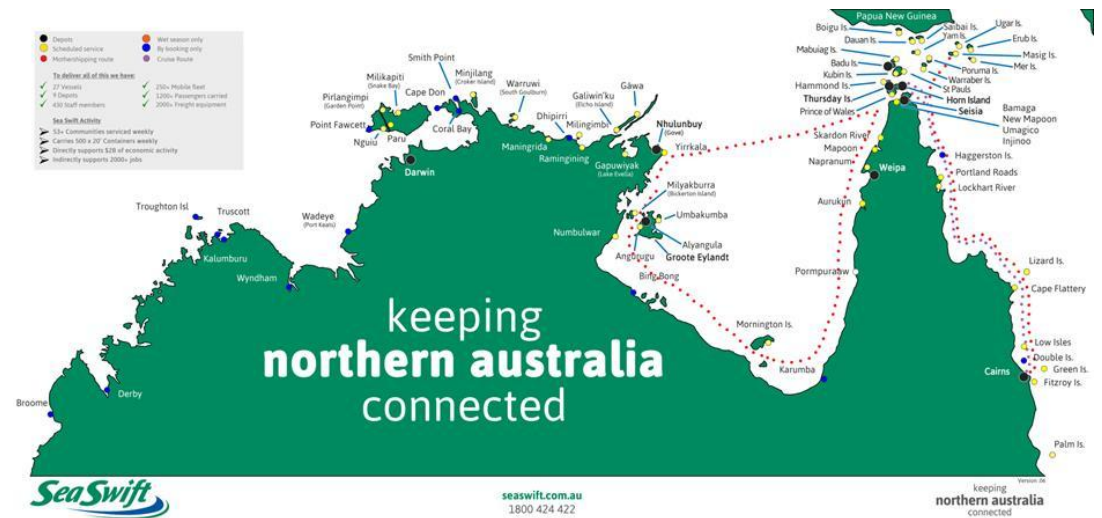 Depots
Scheduled service
Mothershipping route
Wet season only
By booking only
Cruise Route
To deliver all of this we have:
27 Vessels
9 Depots
430 Staff members
250+ Mobile fleet
1200+ Passengers carried
2000+ Freight equipment
Sea Swift Activity
53+ Communities serviced weekly
Carries 500 x 20' Containers weekly
Directly supports $2B of economic activity
Indirectly supports 2000+ jobs
Papua New Guinea
Boigu Is.
Saibai Is.
Ugar Is.
Dauan Is.
Yam Is.
Erub Is.
Mabuiag Is.
Masig Is.
Badu Is.
Mer Is.
Kubin Is.
Poruma Is.
Warraber Is.
Hammond Is.
St Pauls
Thursday Is.
Horn Island
Prince of Wales
Seisia
Bamaga
New Mapoon
Umagico
Injinoo
Skardon River
Mapoon
Napranum
Weipa
Haggerston Is.
Portland Roads
Lockhart River
Aurukun
Pormpuraaw
Lizard Is.
Cape Flattery
Low Isles
Double Is.
Green Is.
Cairns
Fitzroy Is.
Palm Is.
Smith Point
Minjilang
(Croker Island)
Milikapiti
(Snake Bay)
Cape Don
Warruwi
(South Goulburn)
Galiwin'ku
(Elcho Island)
Gäwa
Pirlangimpi
(Garden Point)
Dhipirri
Milingimbi
Point Fawcett
Coral Bay
Nhulunbuy
(Gove)
Nguiu
Paru
Maningrida
Ramingining
Yirrkala
Gapuwiyak
(Lake Evella)
Darwin
Milyakburra
(Bickerton Island)
Umbakumba
Numbulwar
Alyangula
Angurugu
Groote Eylandt
Bing Bong
Mornington Is.
Karumba
Troughton Isl
Truscott
Wadeye
(Port Keats)
Kalumburu
Wyndham
Derby
Broome
keeping
northern australia
connected
Sea Swift
seaswift.com.au
1800 424 422
Version: 06
keeping
northern australia
connected